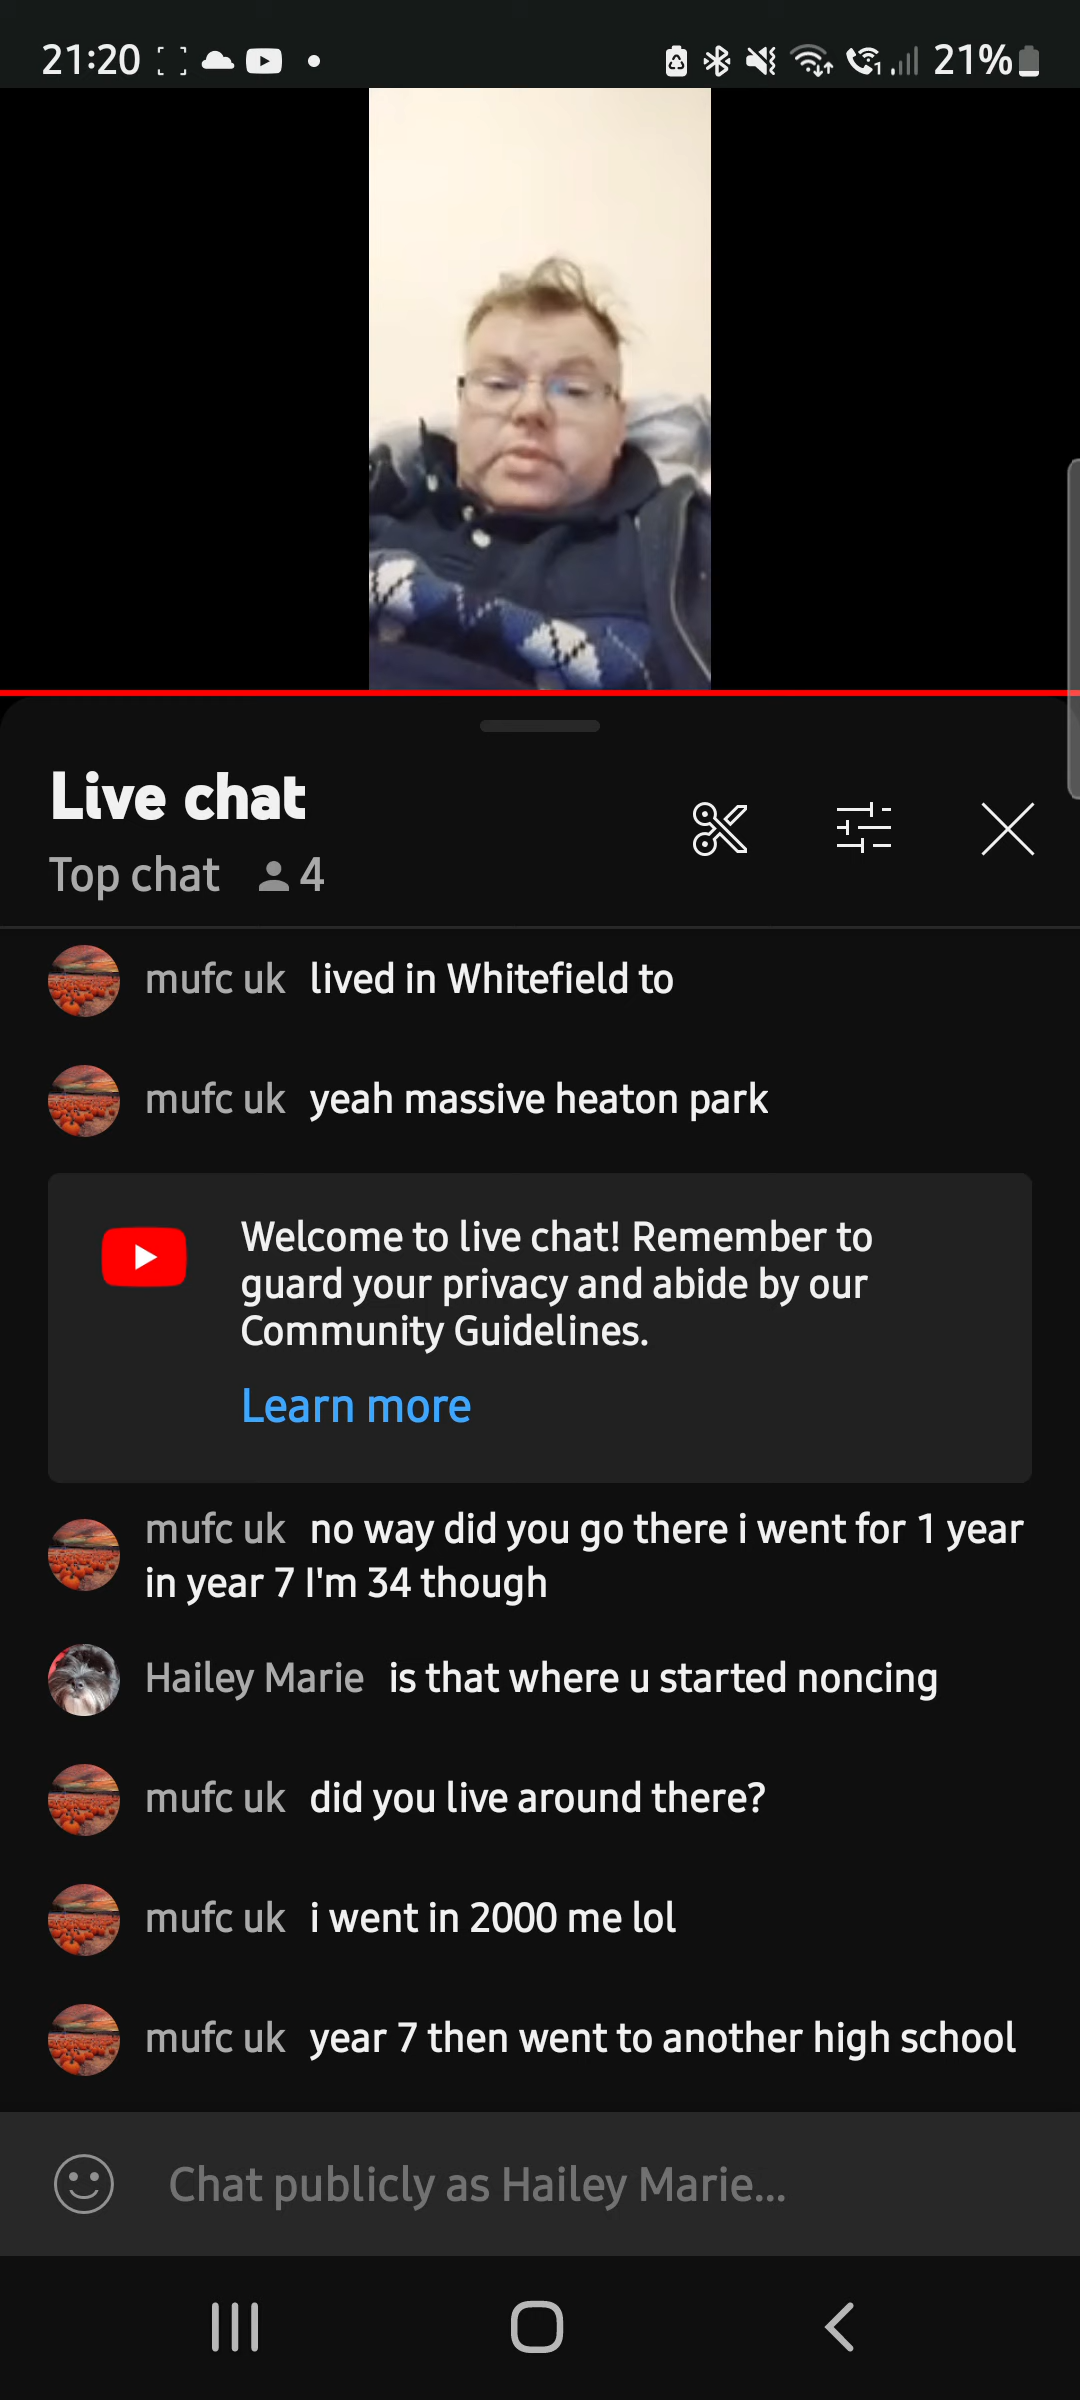 21:20
21%
Live chat
Top chat 4
mufc uk lived in Whitefield to
mufc uk yeah massive heaton park
Welcome to live chat! Remember to
guard your privacy and abide by our
Community Guidelines.
Learn more
mufc uk no way did you go there i went for 1 year
in year 7 I'm 34 though
Hailey Marie is that where u started noncing
mufc uk did you live around there?
mufc uk i went in 2000 me lol
mufc uk year 7 then went to another high school
Chat publicly as Hailey Marie...